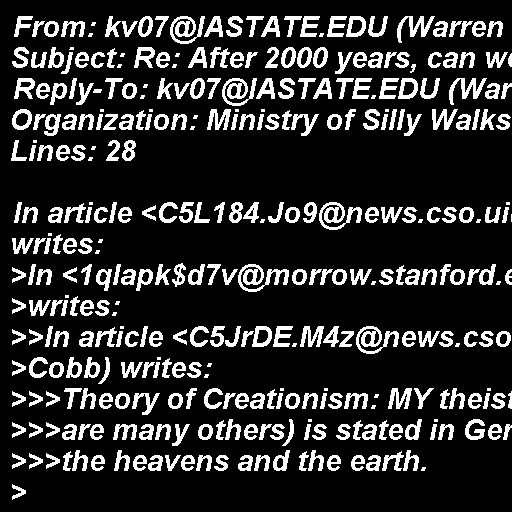 From: kv07@IASTATE.EDU (Warren
Subject: Re: After 2000 years, can we
Reply-To: kv07@IASTATE.EDU (War
Organization: Ministry of Silly Walks
Lines: 28

In article <C5L184.Jo9@news.cso.ui
writes:
>In <1qlapk$d7v@morrow.stanford.e
>writes:
>>In article <C5JrDE.M4z@news.cso
>Cobb) writes:
>>>Theory of Creationism: MY theist
>>>are many others) is stated in Gen
>>>the heavens and the earth.
>